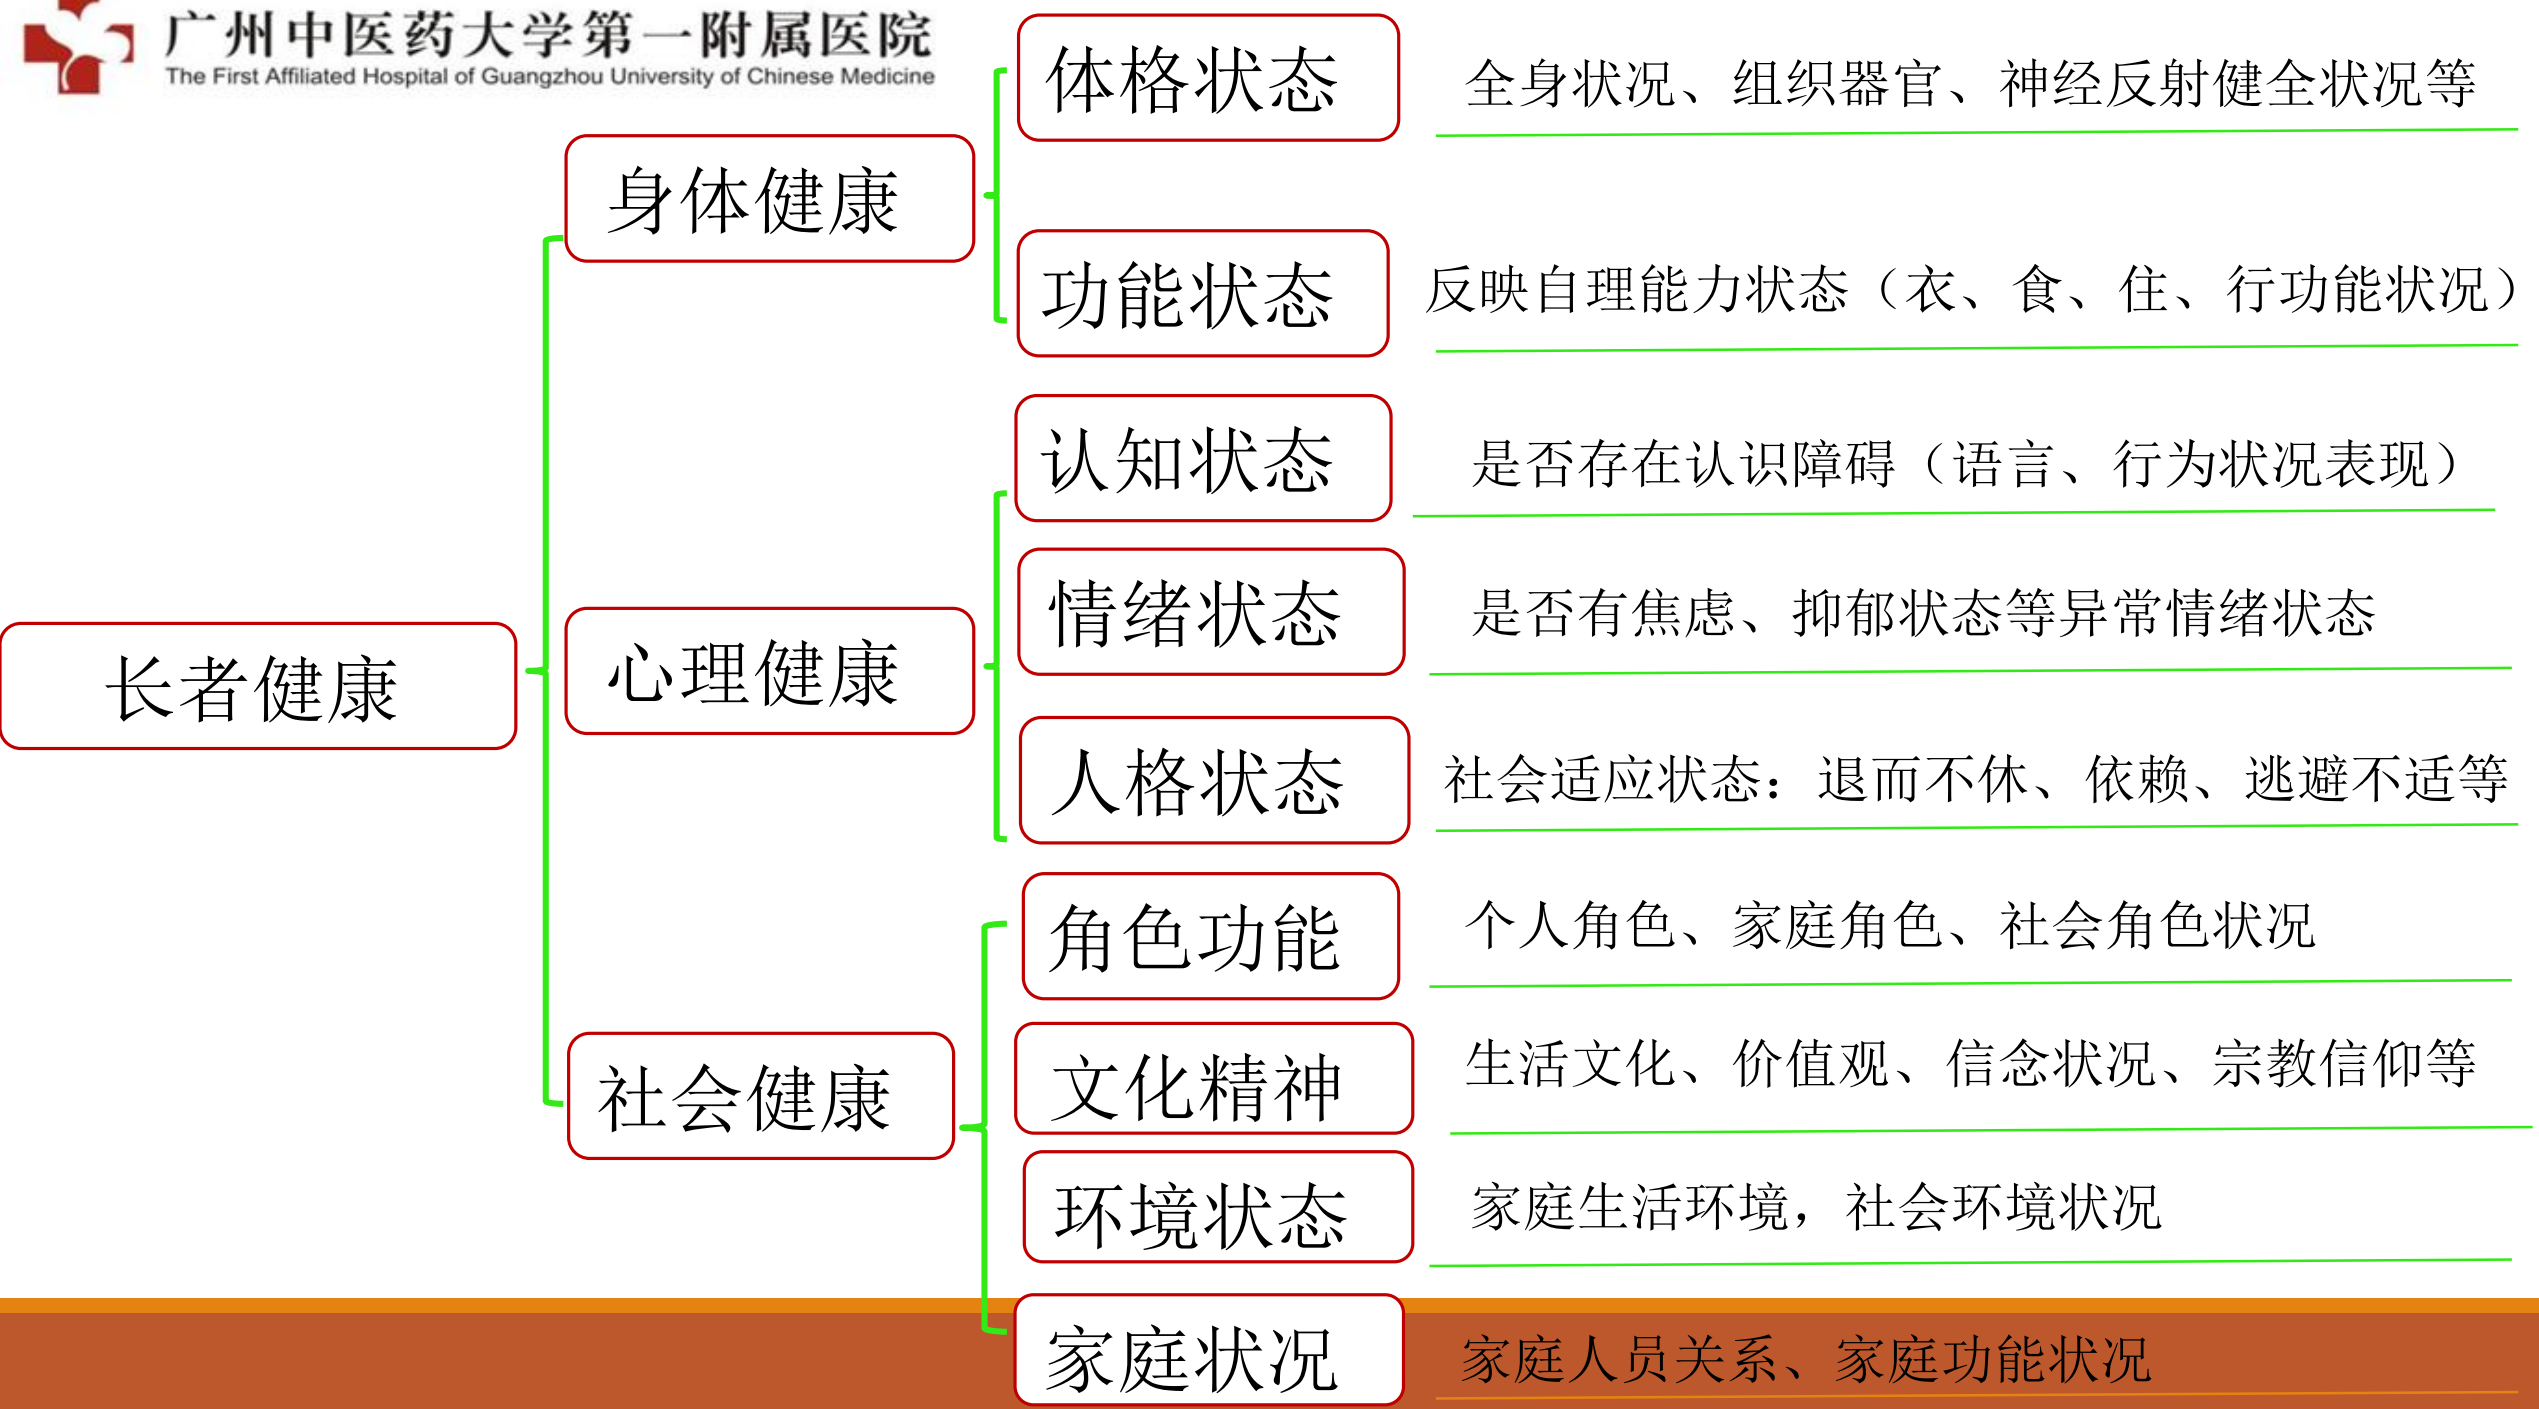 广州中医药大学第一附属医院
The First Affiliated Hospital of Guangzhou University of Chinese Medicine
长者健康
身体健康
体格状态
全身状况、组织器官、神经反射健全状况等
功能状态
反映自理能力状态（衣、食、住、行功能状况）
心理健康
认知状态
是否存在认识障碍（语言、行为状况表现）
情绪状态
是否有焦虑、抑郁状态等异常情绪状态
人格状态
社会适应状态：退而不休、依赖、逃避不适等
社会健康
角色功能
个人角色、家庭角色、社会角色状况
文化精神
生活文化、价值观、信念状况、宗教信仰等
环境状态
家庭生活环境，社会环境状况
家庭状况
家庭人员关系、家庭功能状况